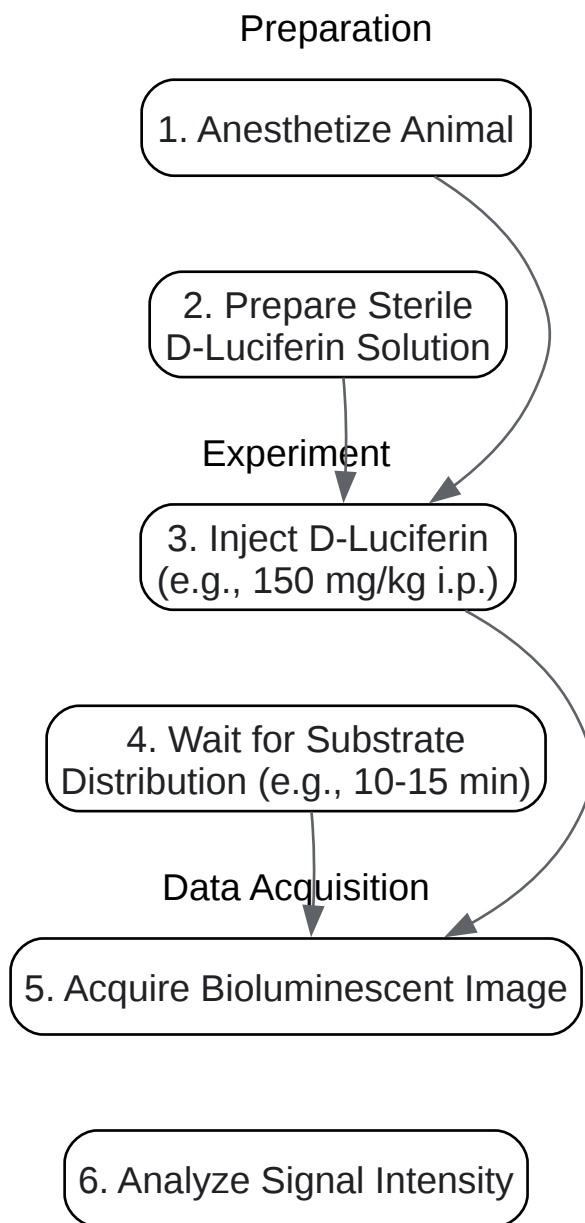 Preparation
1. Anesthetize Animal
2. Prepare Sterile
D-Luciferin Solution
Experiment
3. Inject D-Luciferin
(e.g., 150 mg/kg i.p.)
4. Wait for Substrate
Distribution (e.g., 10-15 min)
Data Acquisition
5. Acquire Bioluminescent Image
6. Analyze Signal Intensity